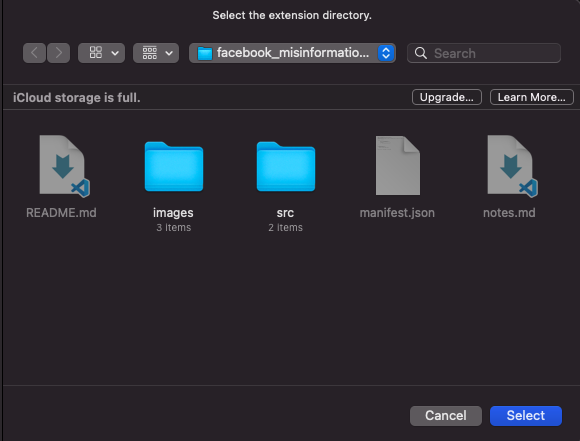 Select the extension directory.
facebook_misinformatio...
Search
iCloud storage is full.
Upgrade...
Learn More...
README.md
images
3 items
src
2 items
manifest.json
notes.md
Cancel
Select